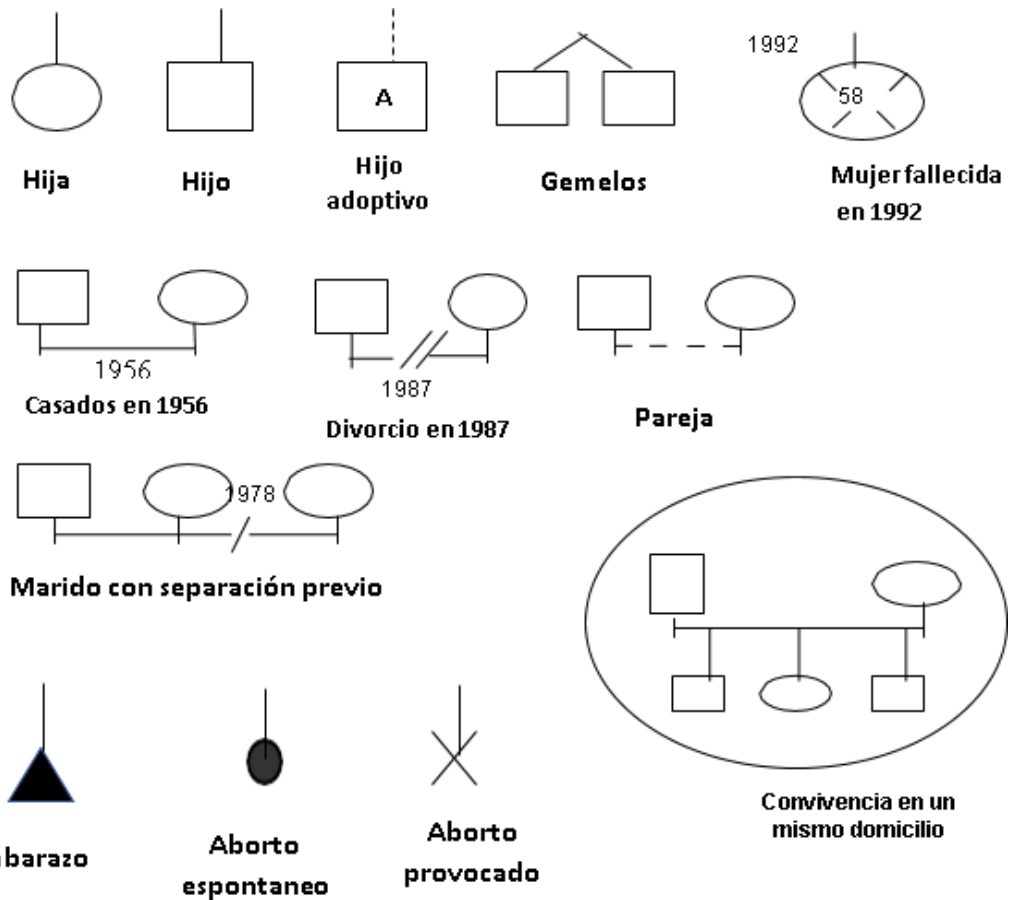 1992
A
58
Hija
Hijo
Hijo
adoptivo
Gemelos
Mujer fallecida
en 1992
1956
Casados en 1956
1987
Divorcio en 1987
Pareja
1978
Marido con separación previo
Convivencia en un
mismo domicilio
barazo
Aborto
espontaneo
Aborto
provocado